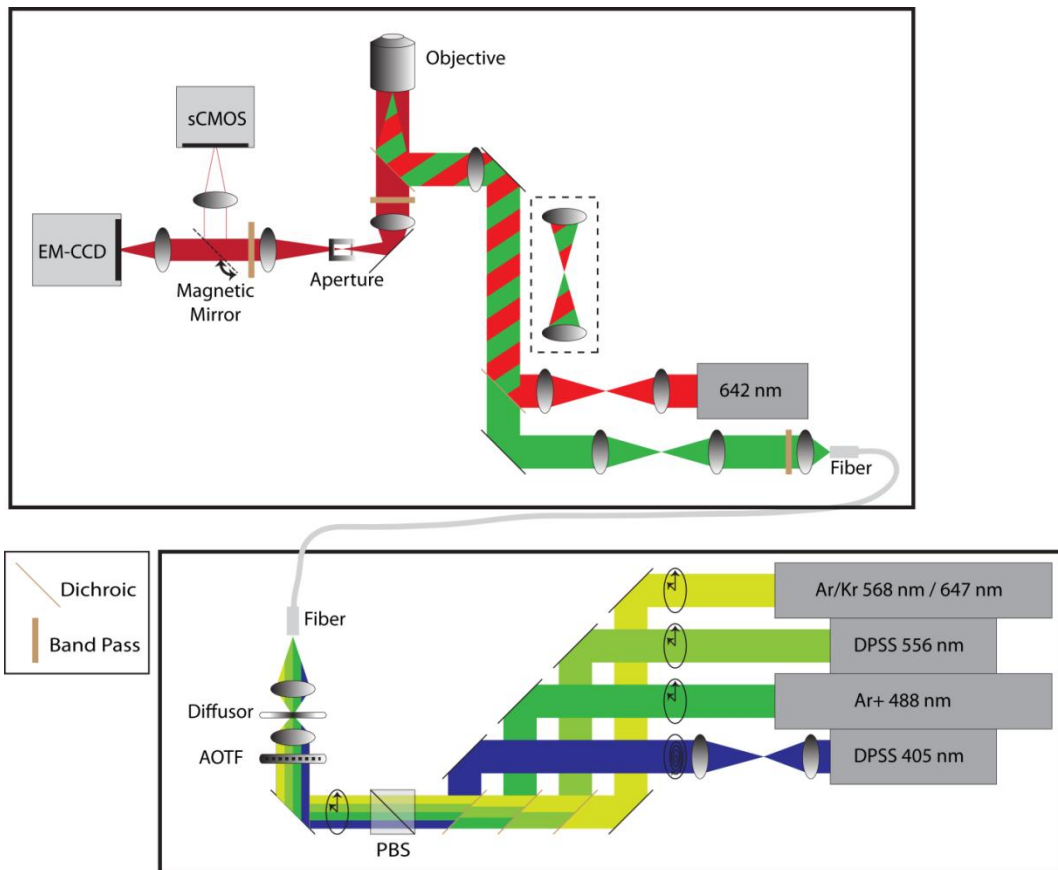 Objective
sCMOS
EM-CCD
Aperture
Magnetic
Mirror
642 nm
Fiber
Dichroic
Band Pass
Fiber
Diffusor
AOTF
PBS
Ar/Kr 568 nm / 647 nm
DPSS 556 nm
Ar+ 488 nm
DPSS 405 nm